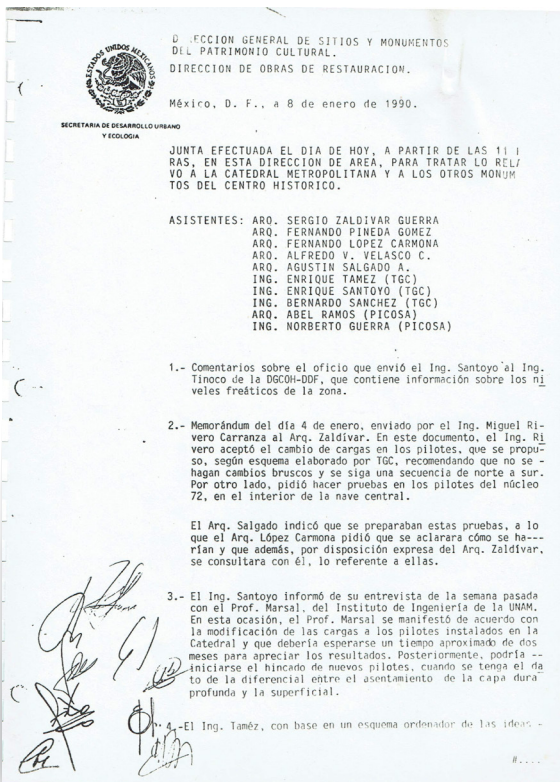 ESTADOS UNIDOS MEXICANOS
SECRETARIA DE DESARROLLO URBANO
Y ECOLOGIA
D ECCION GENERAL DE SITIOS Y MONUMENTOS
DEL PATRIMONIO CULTURAL.
DIRECCION DE OBRAS DE RESTAURACION.
México, D. F., a 8 de enero de 1990.
JUNTA EFECTUADA EL DIA DE HOY, A PARTIR DE LAS 11
RAS, EN ESTA DIRECCION DE AREA, PARA TRATAR LO RELA
VO A LA CATEDRAL METROPOLITANA Y A LOS OTROS MONUM
TOS DEL CENTRO HISTORICO.
ASISTENTES: ARQ. SERGIO ZALDIVAR GUERRA
ARQ. FERNANDO PINEDA GOMEZ
ARQ. FERNANDO LOPEZ CARMONA
ARQ. ALFREDO V. VELASCO C.
ARQ. AGUSTIN SALGADO A.
ING. ENRIQUE TAMEZ (TGC)
ING. ENRIQUE SANTOYO (TGC)
ING. BERNARDO SANCHEZ (TGC)
ARQ. ABEL RAMOS (PICOSA)
ING. NORBERTO GUERRA (PICOSA)
1.- Comentarios sobre el oficio que envió el Ing. Santoyo al Ing.
Tinoco de la DGCOH-DDF, que contiene información sobre los ni
veles freáticos de la zona.
2.- Memorándum del día 4 de enero, enviado por el Ing. Miguel Ri-
vero Carranza al Arq. Zaldívar. En este documento, el Ing. Ri
vero aceptó el cambio de cargas en los pilotes, que se propu-
so, según esquema elaborado por TGC, recomendando que no se -
hagan cambios bruscos y se siga una secuencia de norte a sur.
Por otro lado, pidió hacer pruebas en los pilotes del núcleo
72, en el interior de la nave central.
El Arq. Salgado indicó que se preparaban estas pruebas, a lo
que el Arq. López Carmona pidió que se aclarara cómo se ha---
rían y que además, por disposición expresa del Arq. Zaldívar,
se consultara con él, lo referente a ellas.
3.- El Ing. Santoyo informó de su entrevista de la semana pasada
con el Prof. Marsal, del Instituto de Ingeniería de la UNAM.
En esta ocasión, el Prof. Marsal se manifestó de acuerdo con
la modificación de las cargas a los pilotes instalados en la
Catedral y que debería esperarse un tiempo aproximado de dos
meses para apreciar los resultados. Posteriormente, podría --
iniciarse el hincado de nuevos pilotes, cuando se tenga el da
to de la diferencial entre el asentamiento de la capa dura
profunda y la superficial.
4.-El Ing. Taméz, con base en un esquema ordenador de las ideas -
#....